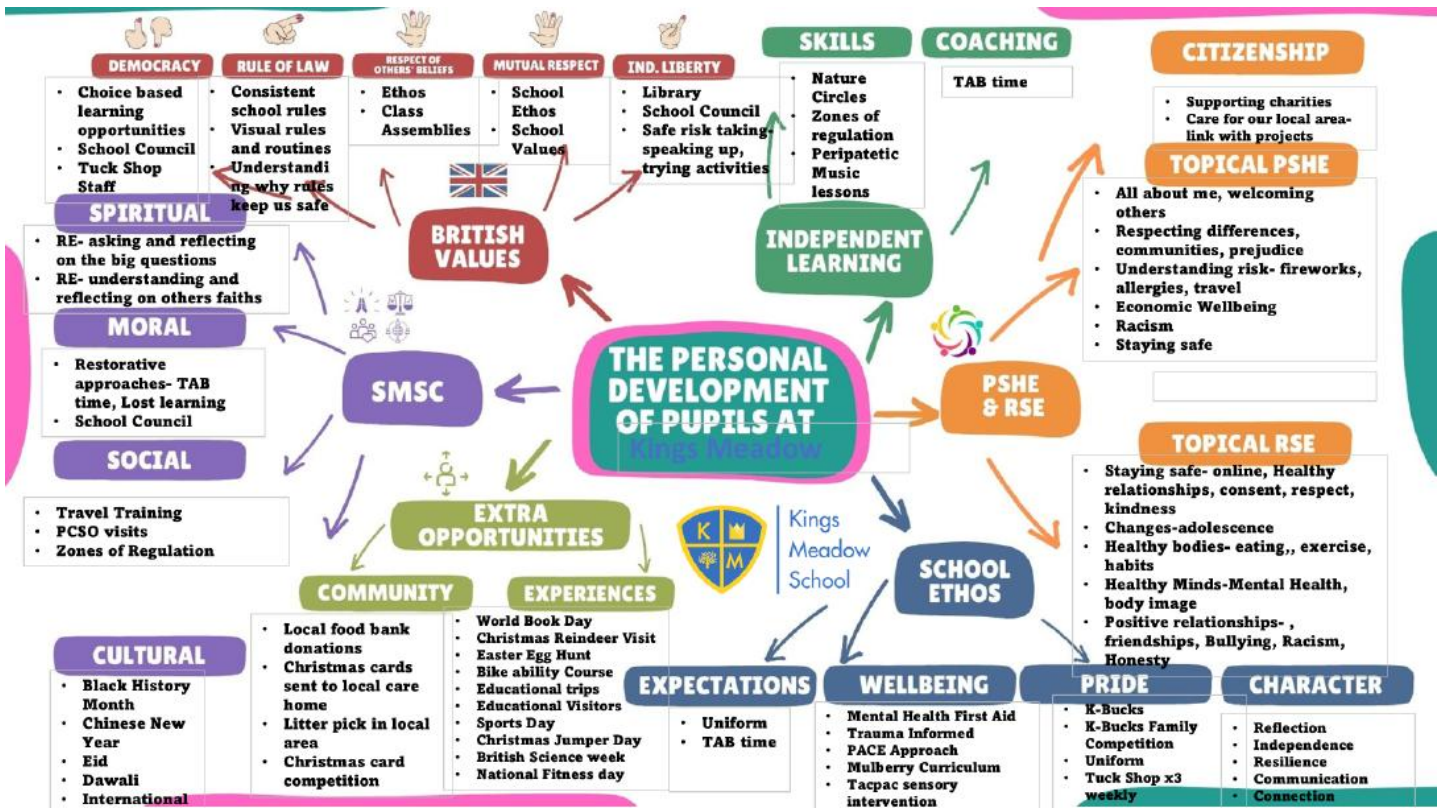 DEMOCRACY
Choice based
learning
opportunities
School Council
Tuck Shop
Staff
RULE OF LAW
Consistent
school rules
Visual rules
and routines
Understandi
ng why rules
keep us safe
RESPECT OF
OTHERS' BELIEFS
Ethos
Class
Assemblies
MUTUAL RESPECT
School
Ethos
School
Values
IND. LIBERTY
Library
School Council
Safe risk taking-
speaking up,
trying activities
BRITISH
VALUES
SKILLS
Nature
Circles
Zones of
regulation
Peripatetic
Music
lessons
COACHING
TAB time
INDEPENDENT
LEARNING
CITIZENSHIP
Supporting charities
Care for our local area-
link with projects
TOPICAL PSHE
All about me, welcoming
others
Respecting differences,
communities, prejudice
Understanding risk- fireworks,
allergies, travel
Economic Wellbeing
Racism
Staying safe
PSHE
& RSE
TOPICAL RSE
Staying safe- online, Healthy
relationships, consent, respect,
kindness
Changes-adolescence
Healthy bodies- eating,, exercise,
habits
Healthy Minds-Mental Health,
body image
Positive relationships- ,
friendships, Bullying, Racism,
Honesty
THE PERSONAL
DEVELOPMENT
OF PUPILS AT
Kings Meadow
SPIRITUAL
RE- asking and reflecting
on the big questions
RE- understanding and
reflecting on others faiths
MORAL
Restorative
approaches- TAB
time, Lost learning
School Council
SMSC
SOCIAL
Travel Training
PCSO visits
Zones of Regulation
CULTURAL
Black History
Month
Chinese New
Year
Eid
Dawali
International
EXTRA
OPPORTUNITIES
COMMUNITY
Local food bank
donations
Christmas cards
sent to local care
home
Litter pick in local
area
Christmas card
competition
EXPERIENCES
World Book Day
Christmas Reindeer Visit
Easter Egg Hunt
Bike ability Course
Educational trips
Educational Visitors
Sports Day
Christmas Jumper Day
British Science week
National Fitness day
K
M
Kings
Meadow
School
SCHOOL
ETHOS
EXPECTATIONS
Uniform
TAB time
WELLBEING
Mental Health First Aid
Trauma Informed
PACE Approach
Mulberry Curriculum
Tacpac sensory
intervention
PRIDE
K-Bucks
K-Bucks Family
Competition
Uniform
Tuck Shop x3
weekly
CHARACTER
Reflection
Independence
Resilience
Communication
Connection